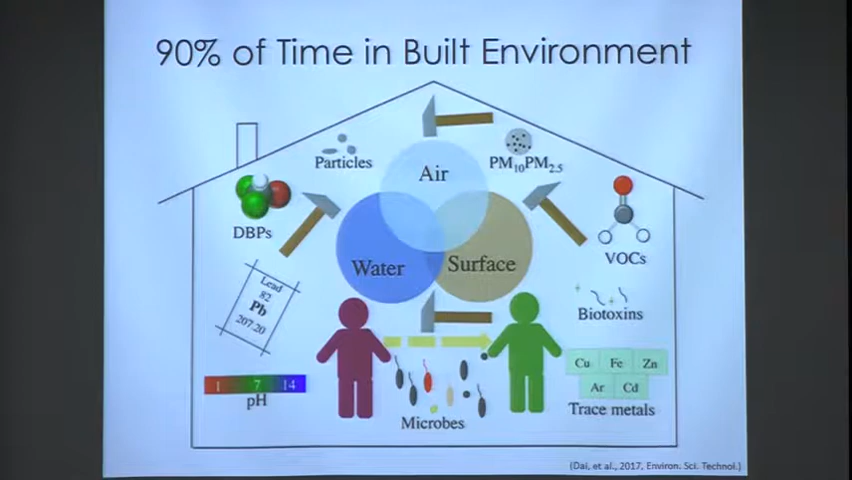 90% of Time in Built Environment
Particles
Air
PM10PM2.5
DBPs
Water
Surface
VOCs
Lead
82
Pb
207.20
Biotoxins
Cu Fe Zn
Ar Cd
Trace metals
1 7 14
pH
Microbes
(Dai, et al., 2017, Environ. Sci. Technol.)